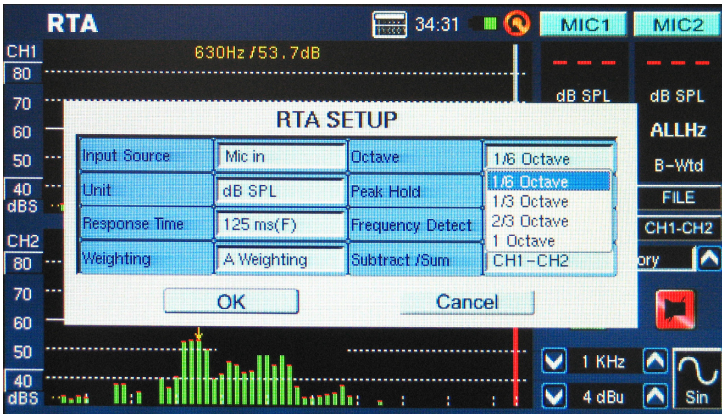 RTA 34:31 MIC1 MIC2
CH1 630Hz/53.7dB
80
70 dB SPL dB SPL
RTA SETUP
60 ALLHz
50 Input Source Mic in Octave 1/6 Octave B-Wtd
1/6 Octave
40 Unit dB SPL Peak Hold FILE
dBS 1/3 Octave
Response Time 125 ms(F) Frequency Detect 2/3 Octave CH1-CH2
CH2 1 Octave
80 Weighting A Weighting Subtract /Sum CH1-CH2 ory
70 OK Cancel
60
50 1 KHz
40
dBS 4 dBu Sin